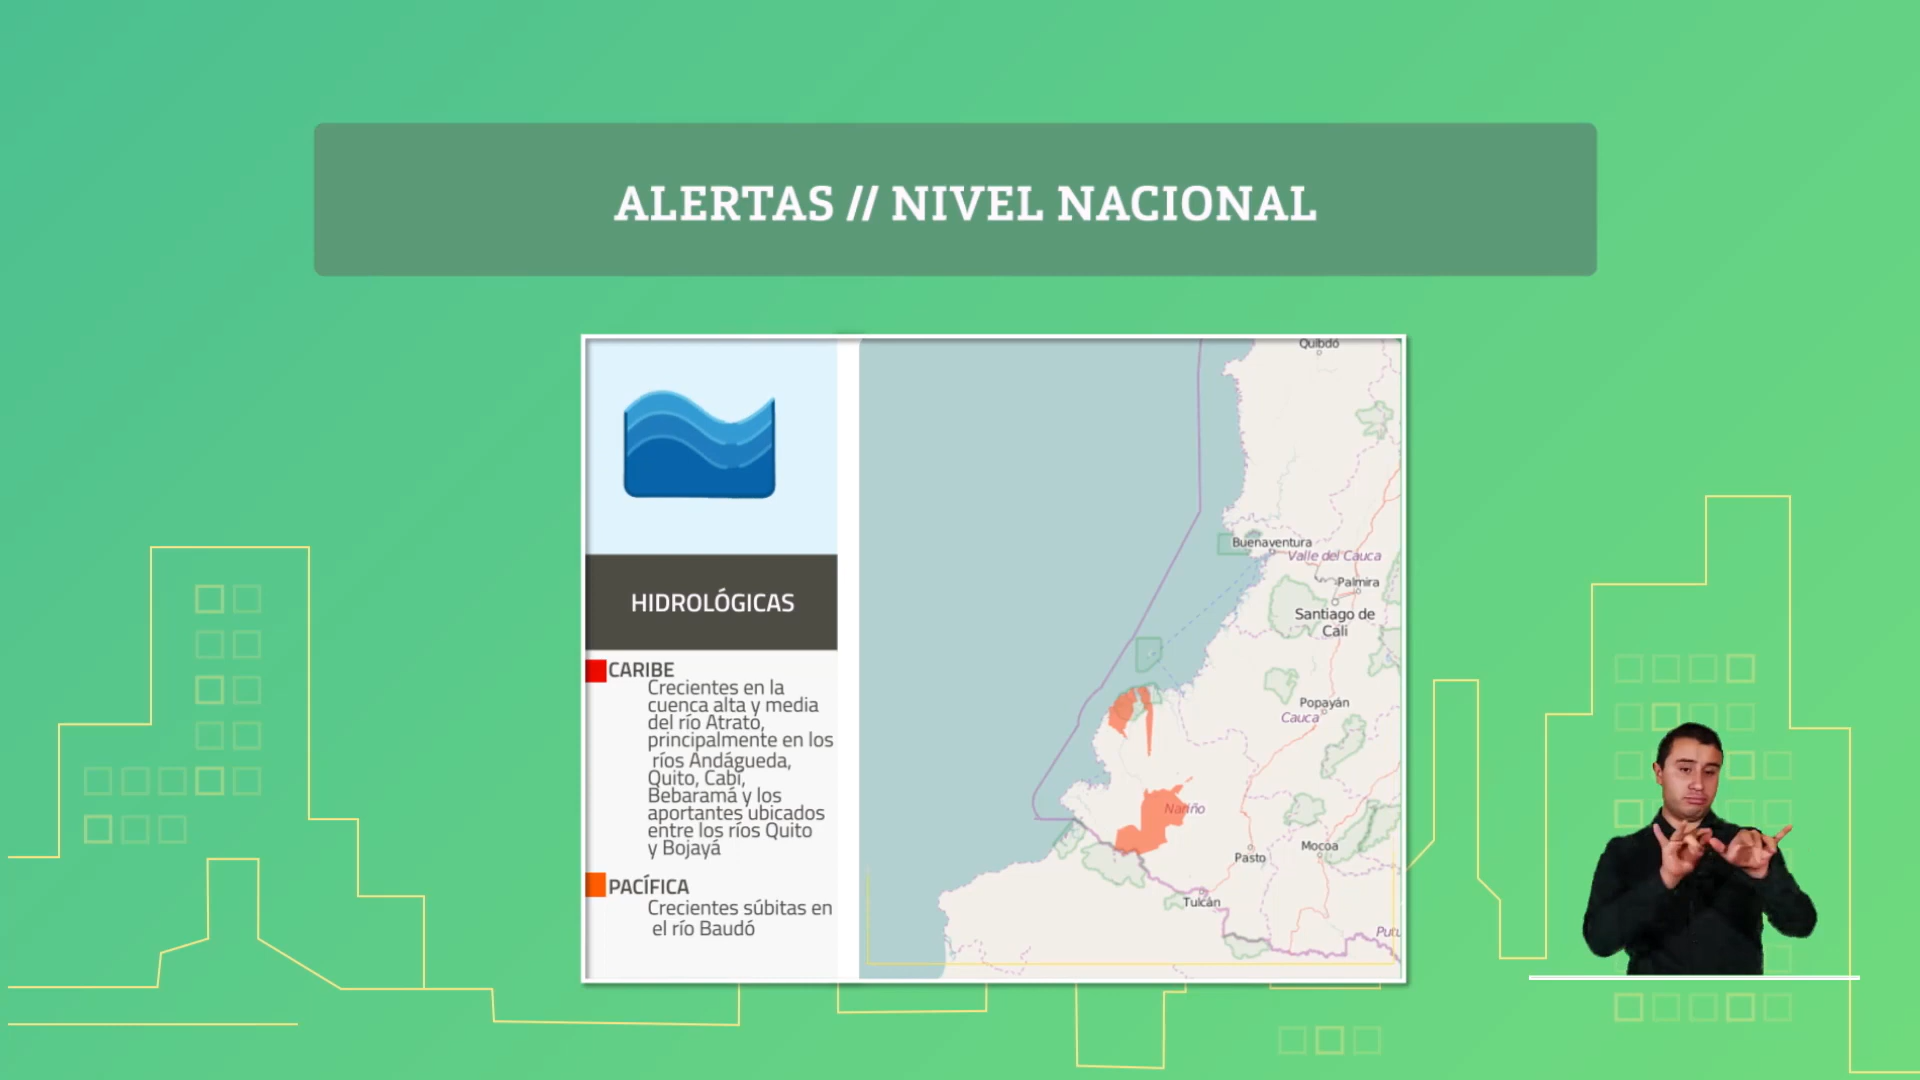 ALERTAS // NIVEL NACIONAL
HIDROLÓGICAS
CARIBE
Crecientes en la
cuenca alta y media
del río Atrato,
principalmente en los
ríos Andágueda,
Quito, Cabí,
Bebaramá y los
aportantes ubicados
entre los ríos Quito
y Bojayá
PACÍFICA
Crecientes súbitas en
el río Baudó
Quibdó
Buenaventura
Valle del Cauca
Palmira
Santiago de
Cali
Popayán
Cauca
Nariño
Pasto
Mocoa
Tulcán
Putu